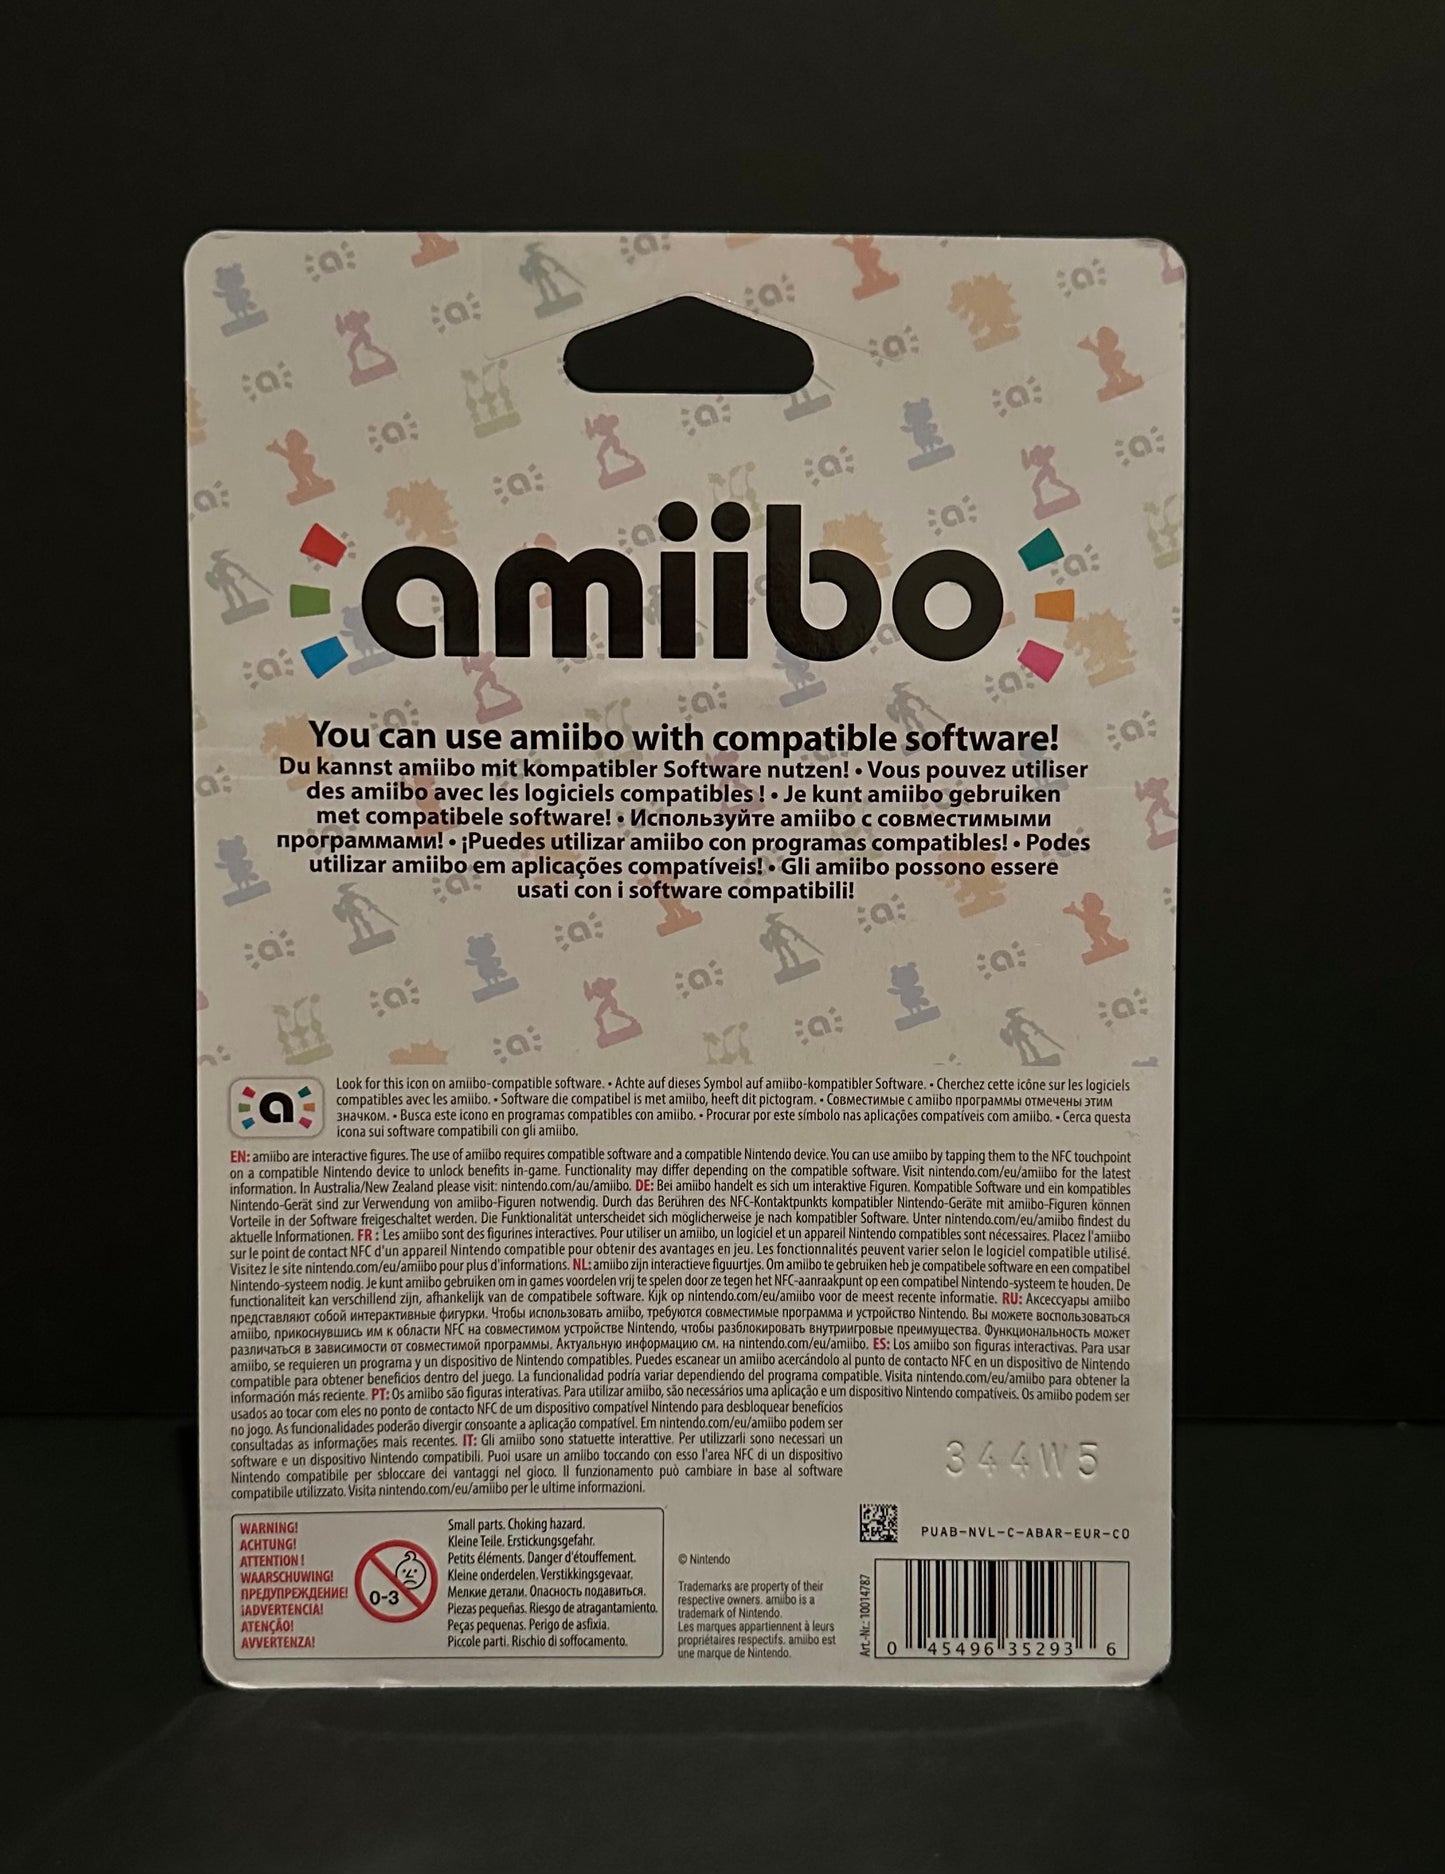 amiibo
You can use amiibo with compatible software!
Du kannst amiibo mit kompatibler Software nutzen! • Vous pouvez utiliser
des amiibo avec les logiciels compatibles ! • Je kunt amiibo gebruiken
met compatibele software! • Используйте amiibo с совместимыми
программами! • ¡Puedes utilizar amiibo con programas compatibles! • Podes
utilizar amiibo em aplicações compatíveis! • Gli amiibo possono essere
usati con i software compatibili!
a
Look for this icon on amiibo-compatible software. • Achte auf dieses Symbol auf amiibo-kompatibler Software. • Cherchez cette icône sur les logiciels
compatibles avec les amiibo. • Software die compatibel is met amiibo, heeft dit pictogram. • Совместимые с amiibo программы отмечены этим
значком. • Busca este icono en programas compatibles con amiibo. • Procurar por este símbolo nas aplicações compatíveis com amiibo. • Cerca questa
icona sui software compatibili con gli amiibo.
EN: amiibo are interactive figures. The use of amiibo requires compatible software and a compatible Nintendo device. You can use amiibo by tapping them to the NFC touchpoint
on a compatible Nintendo device to unlock benefits in-game. Functionality may differ depending on the compatible software. Visit nintendo.com/eu/amiibo for the latest
information. In Australia/New Zealand please visit: nintendo.com/au/amiibo. DE: Bei amiibo handelt es sich um interaktive Figuren. Kompatible Software und ein kompatibles
Nintendo-Gerät sind zur Verwendung von amiibo-Figuren notwendig. Durch das Berühren des NFC-Kontaktpunkts kompatibler Nintendo-Geräte mit amiibo-Figuren können
Vorteile in der Software freigeschaltet werden. Die Funktionalität unterscheidet sich möglicherweise je nach kompatibler Software. Unter nintendo.com/eu/amiibo findest du
aktuelle Informationen. FR : Les amiibo sont des figurines interactives. Pour utiliser un amiibo, un logiciel et un appareil Nintendo compatibles sont nécessaires. Placez l'amiibo
sur le point de contact NFC d'un appareil Nintendo compatible pour obtenir des avantages en jeu. Les fonctionnalités peuvent varier selon le logiciel compatible utilisé.
Visitez le site nintendo.com/eu/amiibo pour plus d'informations. NL: amiibo zijn interactieve figuurtjes. Om amiibo te gebruiken heb je compatibele software en een compatibel
Nintendo-systeem nodig. Je kunt amiibo gebruiken om in games voordelen vrij te spelen door ze tegen het NFC-aanraakpunt op een compatibel Nintendo-systeem te houden. De
functionaliteit kan verschillend zijn, afhankelijk van de compatibele software. Kijk op nintendo.com/eu/amiibo voor de meest recente informatie. RU: Аксессуары amiibo
представляют собой интерактивные фигурки. Чтобы использовать amiibo, требуются совместимые программа и устройство Nintendo. Вы можете воспользоваться
amiibo, прикоснувшись им к области NFC на совместимом устройстве Nintendo, чтобы разблокировать внутриигровые преимущества. Функциональность может
различаться в зависимости от совместимой программы. Актуальную информацию см. на nintendo.com/eu/amiibo. ES: Los amiibo son figuras interactivas. Para usar
amiibo, se requieren un programa y un dispositivo de Nintendo compatibles. Puedes escanear un amiibo acercándolo al punto de contacto NFC en un dispositivo de Nintendo
compatible para obtener beneficios dentro del juego. La funcionalidad podría variar dependiendo del programa compatible. Visita nintendo.com/eu/amiibo para obtener la
información más reciente. PT: Os amiibo são figuras interativas. Para utilizar amiibo, são necessários uma aplicação e um dispositivo Nintendo compatíveis. Os amiibo podem ser
usados ao tocar com eles no ponto de contacto NFC de um dispositivo compatível Nintendo para desbloquear benefícios
no jogo. As funcionalidades poderão divergir consoante a aplicação compatível. Em nintendo.com/eu/amiibo podem ser
consultadas as informações mais recentes. IT: Gli amiibo sono statuette interattive. Per utilizzarli sono necessari un
software e un dispositivo Nintendo compatibili. Puoi usare un amiibo toccando con esso l'area NFC di un dispositivo
Nintendo compatibile per sbloccare dei vantaggi nel gioco. Il funzionamento può cambiare in base al software
compatibile utilizzato. Visita nintendo.com/eu/amiibo per le ultime informazioni.
344W5
WARNING!
ACHTUNG!
ATTENTION !
WAARSCHUWING!
ПРЕДУПРЕЖДЕНИЕ!
¡ADVERTENCIA!
ATENÇÃO!
AVVERTENZA!
0-3
Small parts. Choking hazard.
Kleine Teile. Erstickungsgefahr.
Petits éléments. Danger d'étouffement.
Kleine onderdelen. Verstikkingsgevaar.
Мелкие детали. Опасность подавиться.
Piezas pequeñas. Riesgo de atragantamiento.
Peças pequenas. Perigo de asfixia.
Piccole parti. Rischio di soffocamento.
© Nintendo
Trademarks are property of their
respective owners. amiibo is a
trademark of Nintendo.
Les marques appartiennent à leurs
propriétaires respectifs. amiibo est
une marque de Nintendo.
PUAB-NVL-C-ABAR-EUR-C0
Art.-Nr.: 10014787
0 45496 35293 6